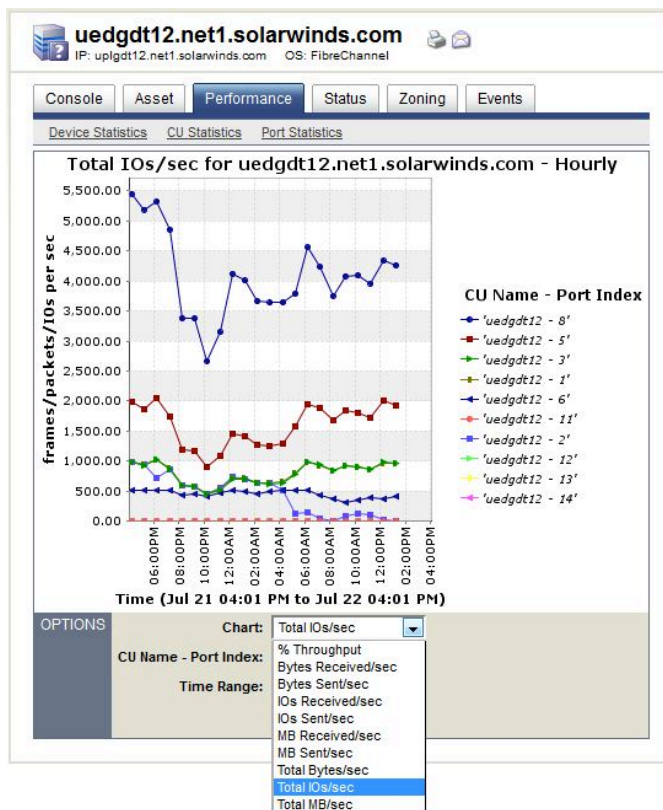 uedgdt12.net1.solarwinds.com
IP: uplgdt12.net1.solarwinds.com OS: FibreChannel
Console Asset Performance Status Zoning Events
Device Statistics CU Statistics Port Statistics
Total IOs/sec for uedgdt12.net1.solarwinds.com - Hourly
frames/packets/IOs per sec
5,500.00
5,000.00
4,500.00
4,000.00
3,500.00
3,000.00
2,500.00
2,000.00
1,500.00
1,000.00
500.00
0.00
06:00PM
08:00PM
10:00PM
12:00AM
02:00AM
04:00AM
06:00AM
08:00AM
10:00AM
12:00PM
02:00PM
04:00PM
Time (Jul 21 04:01 PM to Jul 22 04:01 PM)
CU Name - Port Index
'uedgdt12 - 8'
'uedgdt12 - 5'
'uedgdt12 - 3'
'uedgdt12 - 1'
'uedgdt12 - 6'
'uedgdt12 - 11'
'uedgdt12 - 2'
'uedgdt12 - 12'
'uedgdt12 - 13'
'uedgdt12 - 14'
OPTIONS
Chart: Total IOs/sec
CU Name - Port Index:
Time Range:
% Throughput
Bytes Received/sec
Bytes Sent/sec
IOs Received/sec
IOs Sent/sec
MB Received/sec
MB Sent/sec
Total Bytes/sec
Total IOs/sec
Total MB/sec